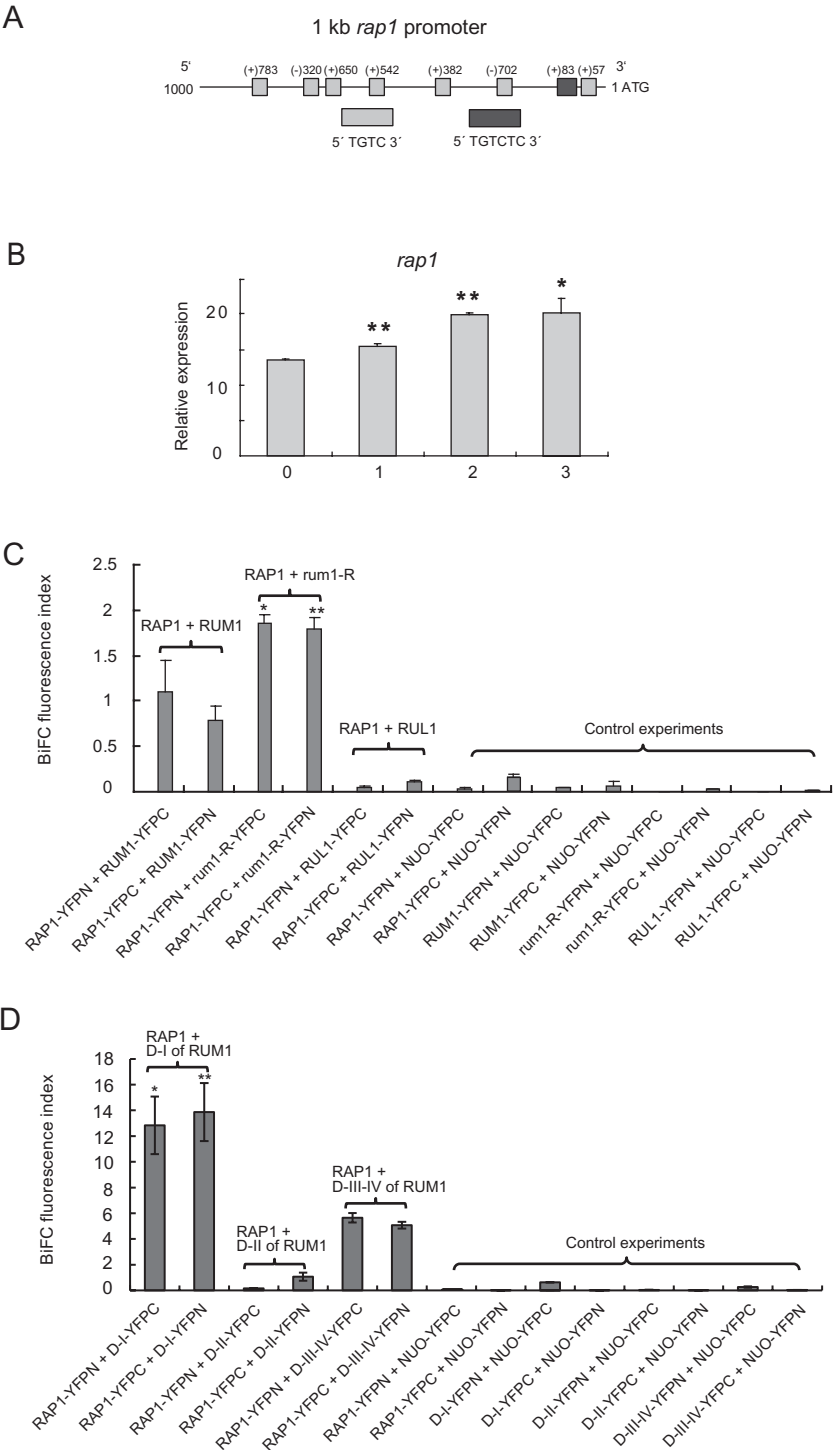 A
1 kb rap1 promoter
5' (+)783 (-)320 (+)650 (+)542 (+)382 (-)702 (+)83 (+)57 3'
1000 1 ATG
5´ TGTC 3´ 5´ TGTCTC 3´
B
rap1
Relative expression
20
10
0
** ** *
0 1 2 3
C
BiFC fluorescence index
2.5
2
1.5
1
0.5
0
RAP1 + RUM1
RAP1 + rum1-R
* **
RAP1 + RUL1
Control experiments
RAP1-YFPN + RUM1-YFPC
RAP1-YFPC + RUM1-YFPN
RAP1-YFPN + rum1-R-YFPC
RAP1-YFPC + rum1-R-YFPN
RAP1-YFPN + RUL1-YFPC
RAP1-YFPC + RUL1-YFPN
RAP1-YFPN + NUO-YFPC
RAP1-YFPC + NUO-YFPN
RUM1-YFPN + NUO-YFPC
RUM1-YFPC + NUO-YFPN
rum1-R-YFPN + NUO-YFPC
rum1-R-YFPC + NUO-YFPN
RUL1-YFPN + NUO-YFPC
RUL1-YFPC + NUO-YFPN
D
BiFC fluorescence index
18
16
14
12
10
8
6
4
2
0
RAP1 +
D-I of RUM1
* **
RAP1 +
D-II of RUM1
RAP1 +
D-III-IV of RUM1
Control experiments
RAP1-YFPN + D-I-YFPC
RAP1-YFPC + D-I-YFPN
RAP1-YFPN + D-II-YFPC
RAP1-YFPC + D-II-YFPN
RAP1-YFPN + D-III-IV-YFPC
RAP1-YFPC + D-III-IV-YFPN
RAP1-YFPN + NUO-YFPC
RAP1-YFPC + NUO-YFPN
D-I-YFPN + NUO-YFPC
D-I-YFPC + NUO-YFPN
D-II-YFPN + NUO-YFPC
D-II-YFPC + NUO-YFPN
D-III-IV-YFPN + NUO-YFPC
D-III-IV-YFPC + NUO-YFPN